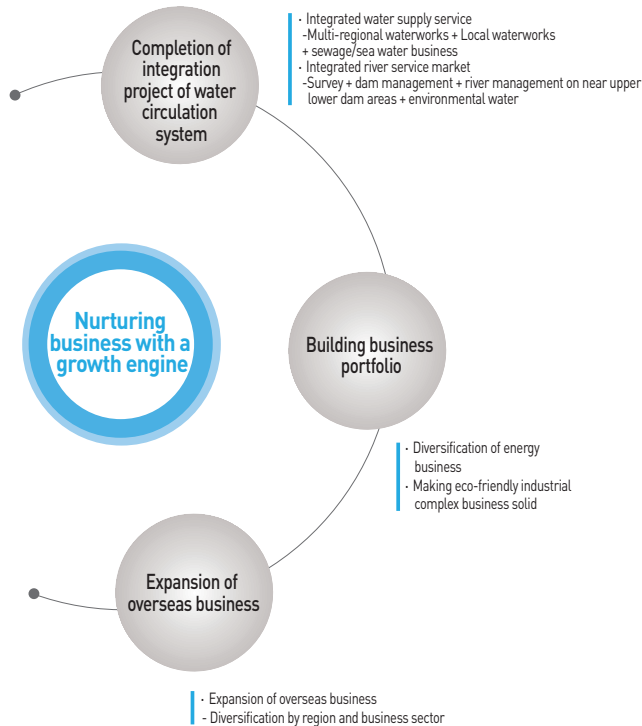 Completion of
integration
project of water
circulation
system
· Integrated water supply service
-Multi-regional waterworks + Local waterworks
+ sewage/sea water business
· Integrated river service market
-Survey + dam management + river management on near upper
lower dam areas + environmental water
Nurturing
business with a
growth engine
Building business
portfolio
· Diversification of energy
business
· Making eco-friendly industrial
complex business solid
Expansion of
overseas business
· Expansion of overseas business
- Diversification by region and business sector